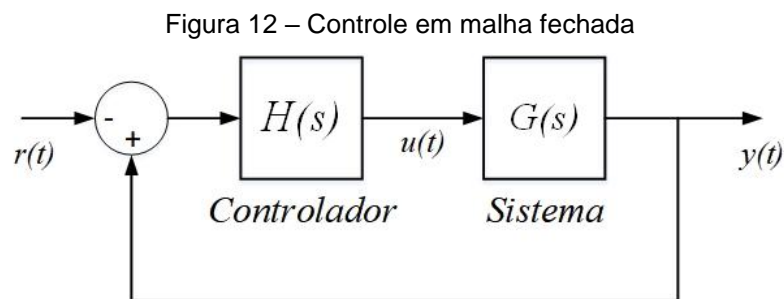 Figura 12 – Controle em malha fechada
-
+
H(s)
G(s)
r(t)
u(t)
y(t)
Controlador
Sistema